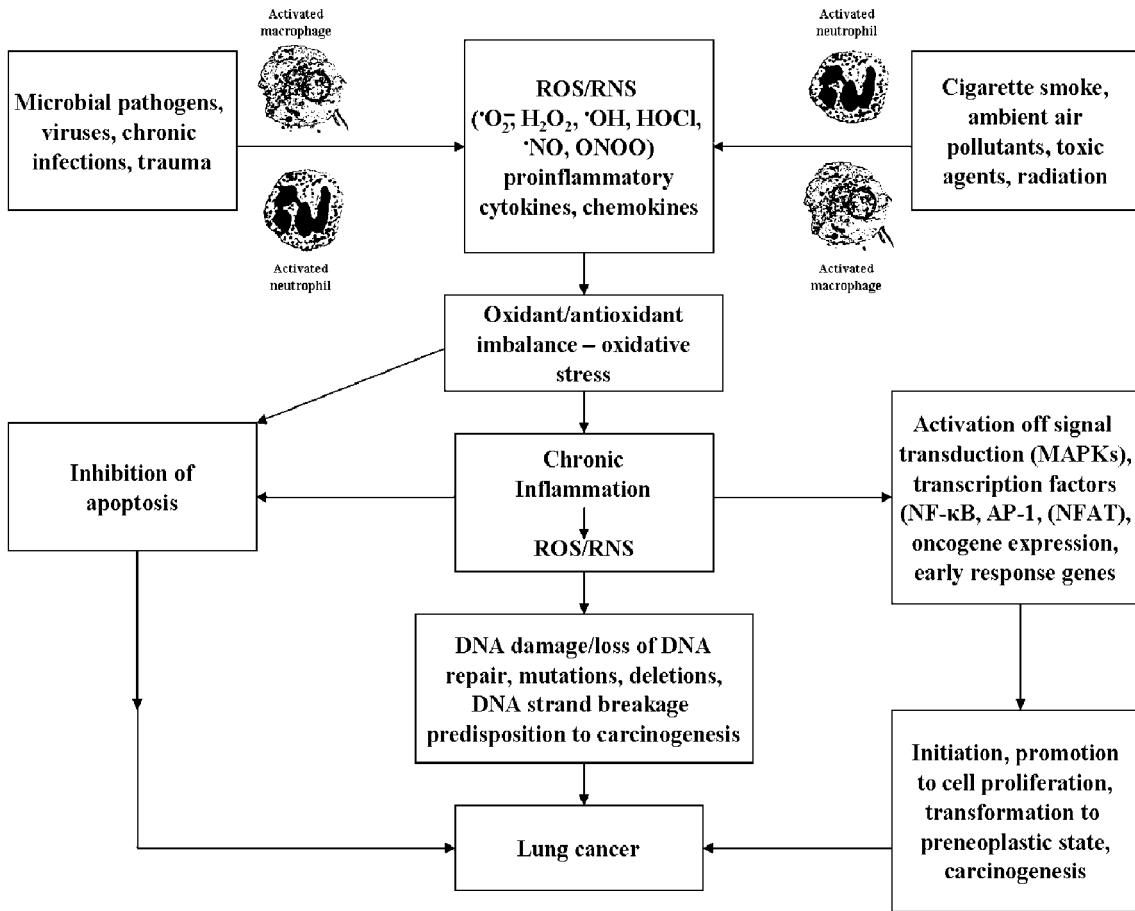 Activated
macrophage
Activated
neutrophil
Microbial pathogens,
viruses, chronic
infections, trauma
ROS/RNS
(•O₂⁻, H₂O₂, •OH, HOCl,
•NO, ONOO)
proinflammatory
cytokines, chemokines
Cigarette smoke,
ambient air
pollutants, toxic
agents, radiation
Activated
neutrophil
Activated
macrophage
Oxidant/antioxidant
imbalance – oxidative
stress
Inhibition of
apoptosis
Chronic
Inflammation
ROS/RNS
Activation off signal
transduction (MAPKs),
transcription factors
(NF-κB, AP-1, (NFAT),
oncogene expression,
early response genes
DNA damage/loss of DNA
repair, mutations, deletions,
DNA strand breakage
predisposition to carcinogenesis
Initiation, promotion
to cell proliferation,
transformation to
preneoplastic state,
carcinogenesis
Lung cancer